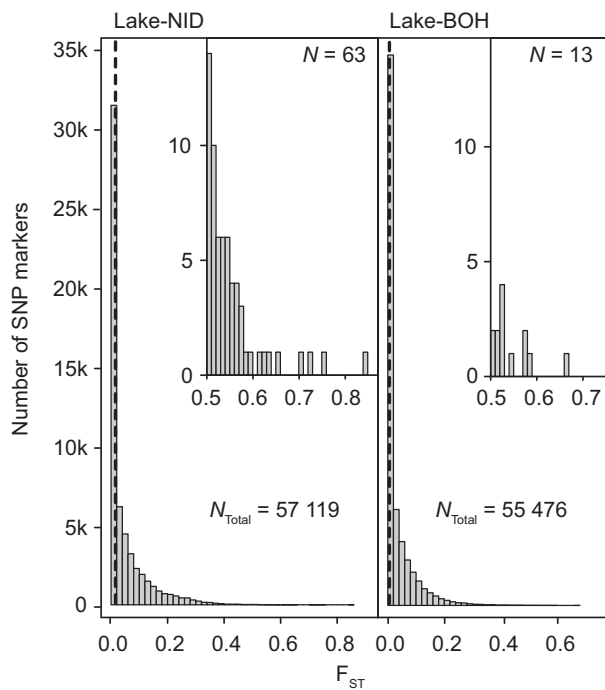 Lake-NID
Lake-BOH
Number of SNP markers
35k
30k
25k
20k
15k
10k
5k
0
N = 63
10
5
0
0.5 0.6 0.7 0.8
N_Total = 57 119
0.0 0.2 0.4 0.6 0.8
N = 13
10
5
0
0.5 0.6 0.7
N_Total = 55 476
0.0 0.2 0.4 0.6
F_ST